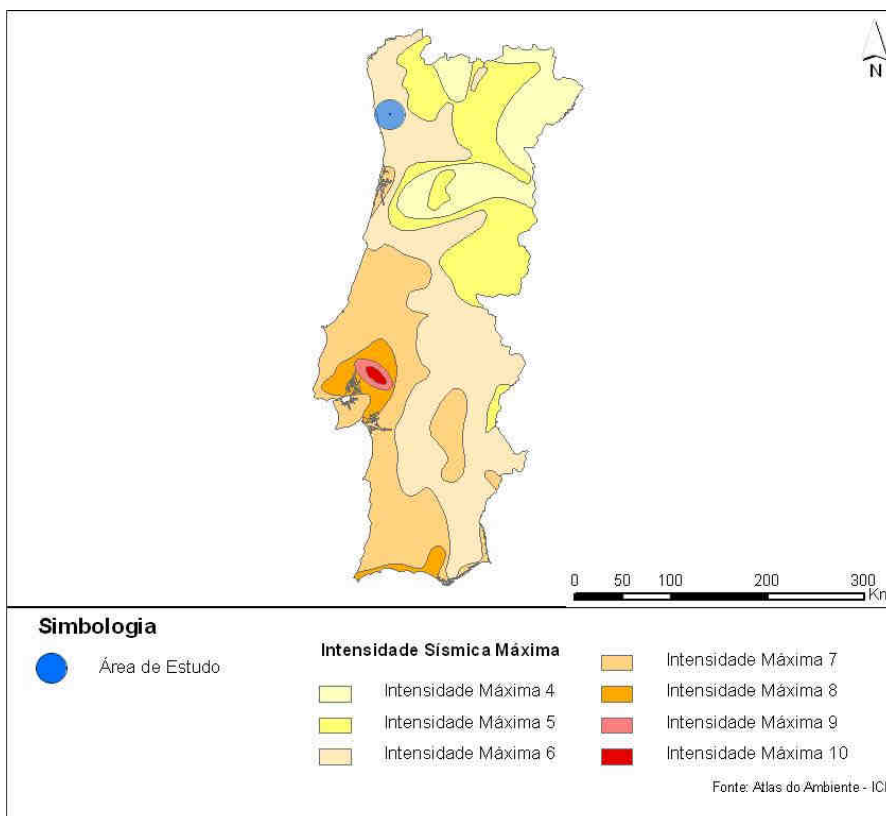 N
0 50 100 200 300
Km
Simbologia
Área de Estudo
Intensidade Sísmica Máxima
Intensidade Máxima 4
Intensidade Máxima 5
Intensidade Máxima 6
Intensidade Máxima 7
Intensidade Máxima 8
Intensidade Máxima 9
Intensidade Máxima 10
Fonte: Atlas do Ambiente -